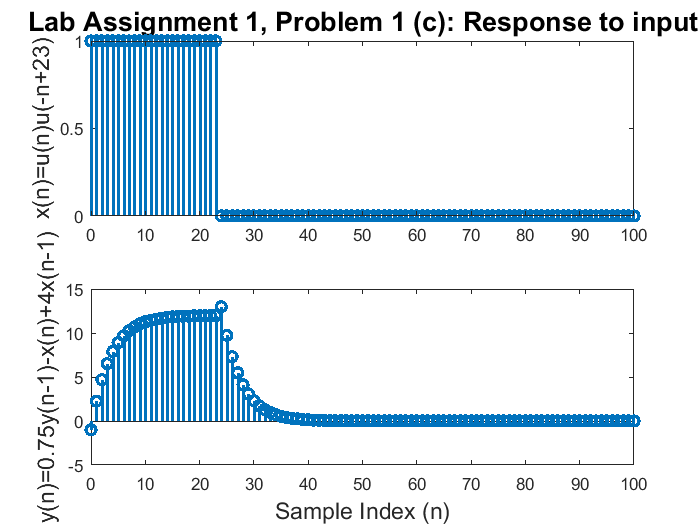 Lab Assignment 1, Problem 1 (c): Response to input
x(n)=u(n)u(-n+23)
1
0.5
0
0 10 20 30 40 50 60 70 80 90 100
y(n)=0.75y(n-1)-x(n)+4x(n-1)
15
10
5
0
-5
0 10 20 30 40 50 60 70 80 90 100
Sample Index (n)